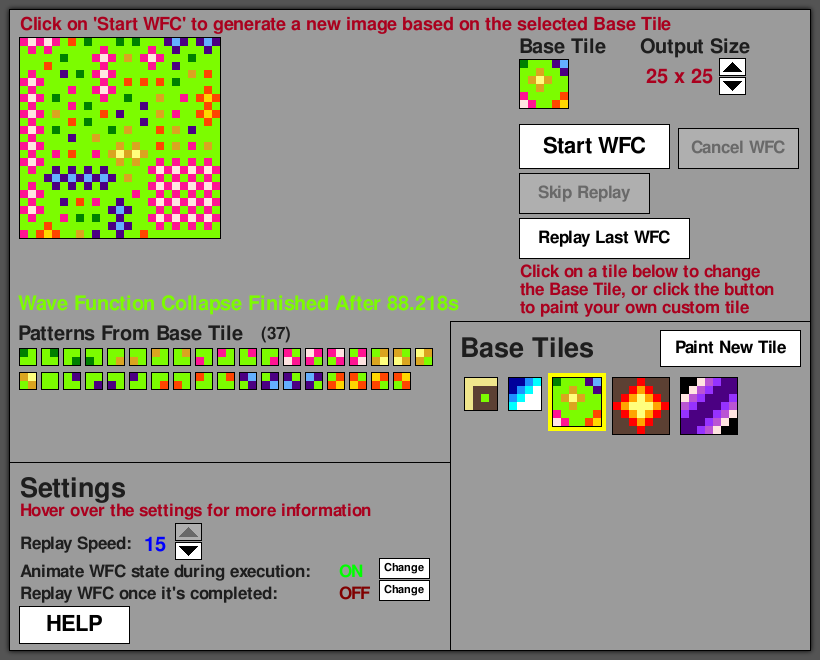 Click on 'Start WFC' to generate a new image based on the selected Base Tile
Base Tile
Output Size
25 x 25
Start WFC
Cancel WFC
Skip Replay
Replay Last WFC
Click on a tile below to change
the Base Tile, or click the button
to paint your own custom tile
Wave Function Collapse Finished After 88.218s
Patterns From Base Tile (37)
Base Tiles
Paint New Tile
Settings
Hover over the settings for more information
Replay Speed: 15
Animate WFC state during execution: ON Change
Replay WFC once it's completed: OFF Change
HELP